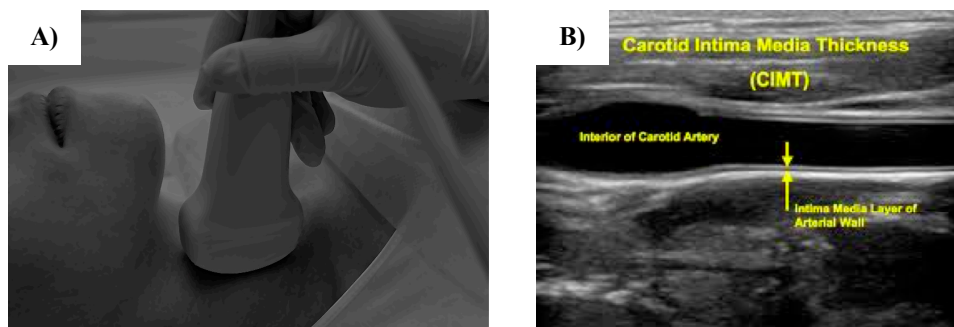 A)
B)
Carotid Intima Media Thickness
(CIMT)
Interior of Carotid Artery
Intima Media Layer of
Arterial Wall